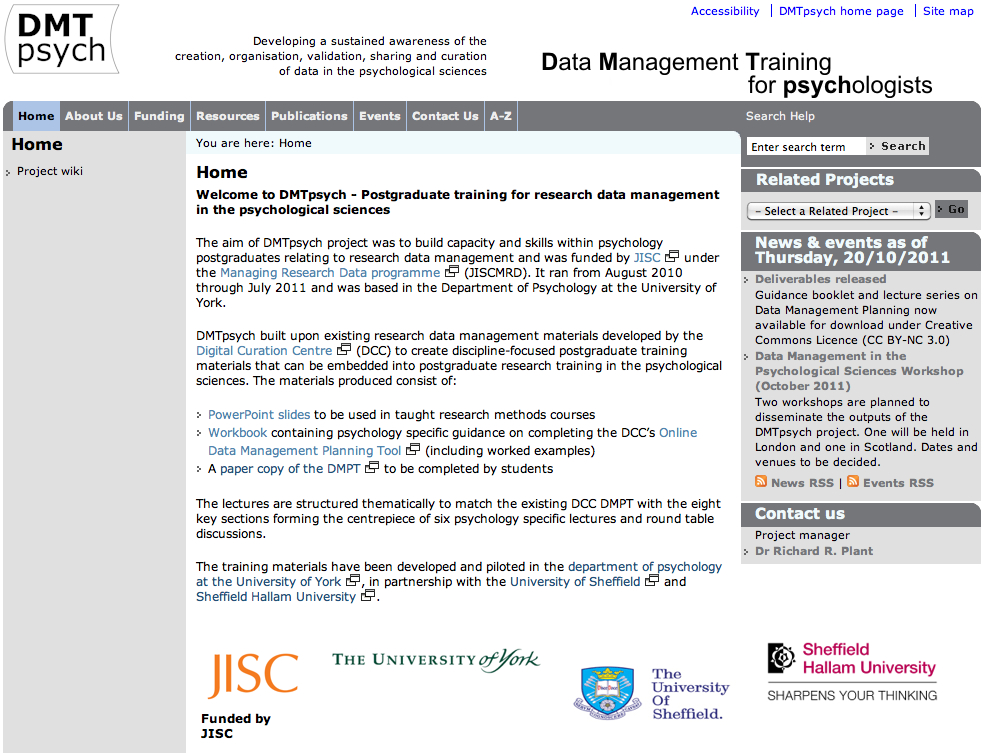 DMT
psych
Developing a sustained awareness of the
creation, organisation, validation, sharing and curation
of data in the psychological sciences
Accessibility | DMTpsych home page | Site map
Data Management Training
for psychologists
Home About Us Funding Resources Publications Events Contact Us A-Z
Home
Project wiki
You are here: Home
Home
Welcome to DMTpsych - Postgraduate training for research data management
in the psychological sciences
The aim of DMTpsych project was to build capacity and skills within psychology
postgraduates relating to research data management and was funded by JISC under
the Managing Research Data programme (JISCMRD). It ran from August 2010
through July 2011 and was based in the Department of Psychology at the University of
York.
DMTpsych built upon existing research data management materials developed by the
Digital Curation Centre (DCC) to create discipline-focused postgraduate training
materials that can be embedded into postgraduate research training in the psychological
sciences. The materials produced consist of:
PowerPoint slides to be used in taught research methods courses
Workbook containing psychology specific guidance on completing the DCC's Online
Data Management Planning Tool (including worked examples)
A paper copy of the DMPT to be completed by students
The lectures are structured thematically to match the existing DCC DMPT with the eight
key sections forming the centrepiece of six psychology specific lectures and round table
discussions.
The training materials have been developed and piloted in the department of psychology
at the University of York, in partnership with the University of Sheffield and
Sheffield Hallam University.
Search Help
Enter search term Search
Related Projects
- Select a Related Project - Go
News & events as of
Thursday, 20/10/2011
Deliverables released
Guidance booklet and lecture series on
Data Management Planning now
available for download under Creative
Commons Licence (CC BY-NC 3.0)
Data Management in the
Psychological Sciences Workshop
(October 2011)
Two workshops are planned to
disseminate the outputs of the
DMTpsych project. One will be held in
London and one in Scotland. Dates and
venues to be decided.
News RSS | Events RSS
Contact us
Project manager
Dr Richard R. Plant
JISC
Funded by
JISC
THE UNIVERSITY of York
The
University
Of
Sheffield.
Sheffield
Hallam University
SHARPENS YOUR THINKING